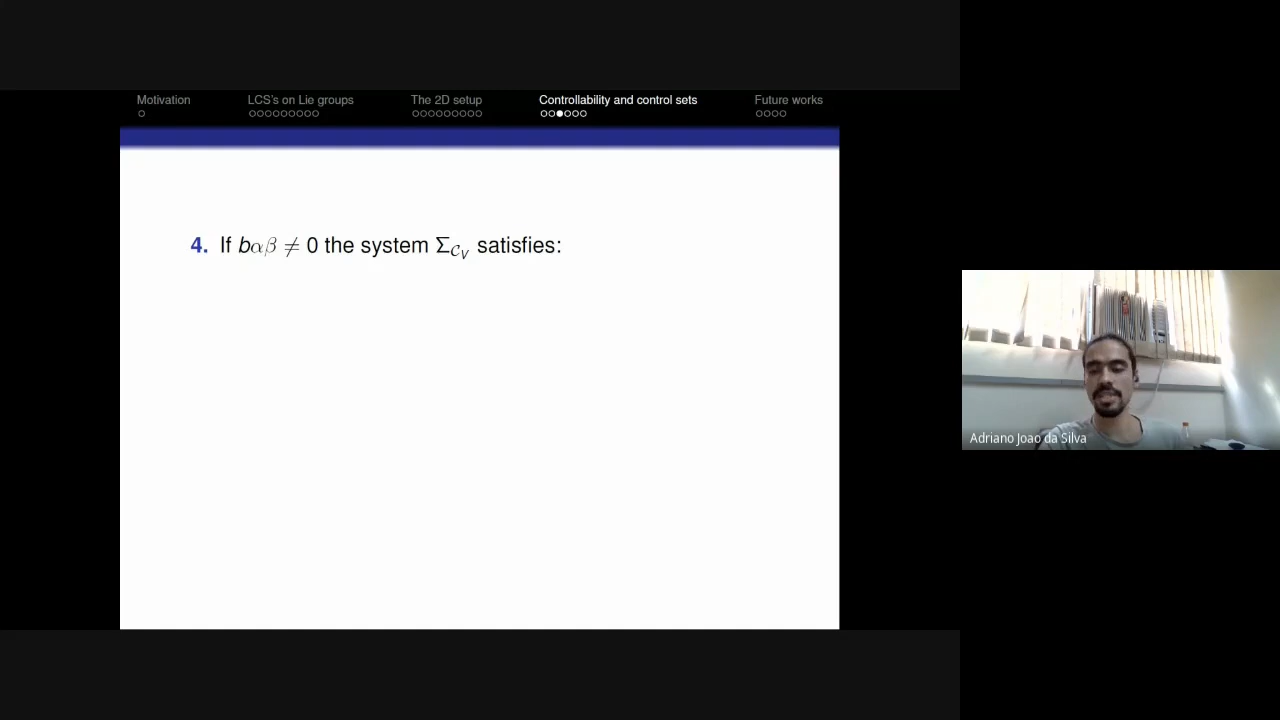 Motivation
LCS's on Lie groups
The 2D setup
Controllability and control sets
Future works
4. If bαβ ≠ 0 the system Σ_{𝒞_V} satisfies:
Adriano Joao da Silva